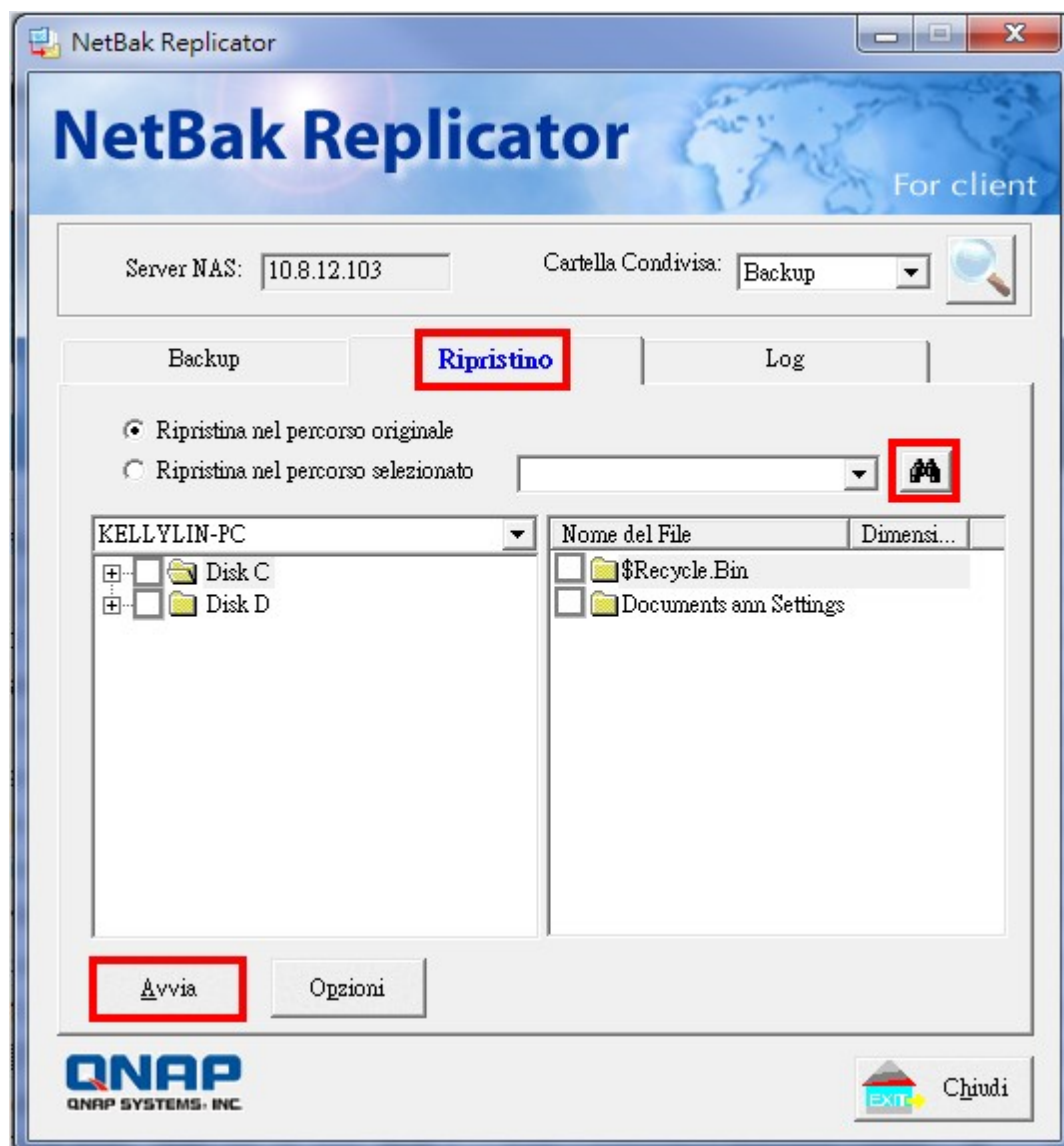 NetBak Replicator
NetBak Replicator
For client
Server NAS: 10.8.12.103 Cartella Condivisa: Backup
Backup Ripristino Log
Ripristina nel percorso originale
Ripristina nel percorso selezionato
KELLYLIN-PC Nome del File Dimensi...
Disk C $Recycle.Bin
Disk D Documents ann Settings
Avvia Opzioni
QNAP
QNAP SYSTEMS, INC.
EXIT Chiudi